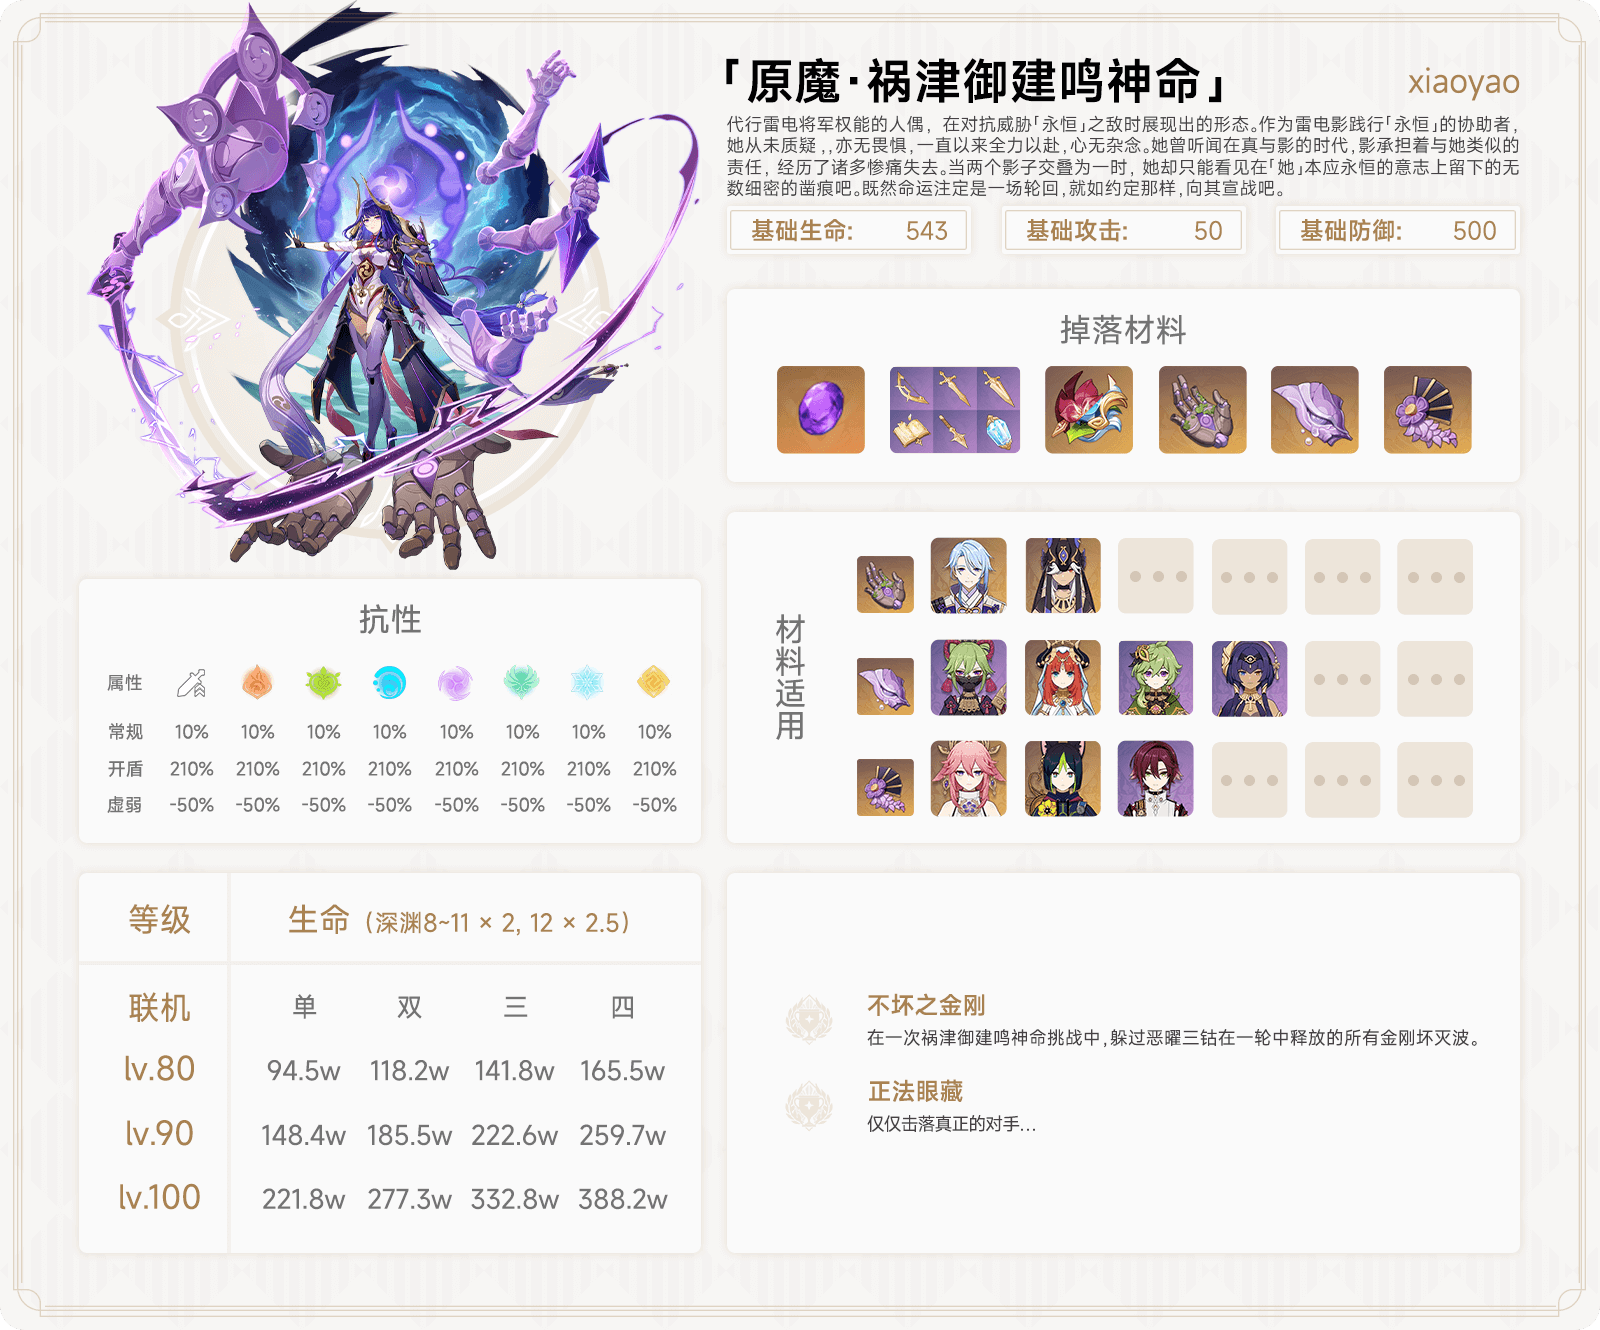 「原魔·祸津御建鸣神命」
xiaoyao
代行雷电将军权能的人偶，在对抗威胁「永恒」之敌时展现出的形态。作为雷电影践行「永恒」的协助者，
她从未质疑，，亦无畏惧，一直以来全力以赴，心无杂念。她曾听闻在真与影的时代，影承担着与她类似的
责任，经历了诸多惨痛失去。当两个影子交叠为一时，她却只能看见在「她」本应永恒的意志上留下的无
数细密的凿痕吧。既然命运注定是一场轮回，就如约定那样，向其宣战吧。
基础生命: 543
基础攻击: 50
基础防御: 500
掉落材料
材料适用
抗性
属性
常规 10% 10% 10% 10% 10% 10% 10% 10%
开盾 210% 210% 210% 210% 210% 210% 210% 210%
虚弱 -50% -50% -50% -50% -50% -50% -50% -50%
等级 生命（深渊8~11 × 2, 12 × 2.5）
联机 单 双 三 四
lv.80 94.5w 118.2w 141.8w 165.5w
lv.90 148.4w 185.5w 222.6w 259.7w
lv.100 221.8w 277.3w 332.8w 388.2w
不坏之金刚
在一次祸津御建鸣神命挑战中，躲过恶曜三钴在一轮中释放的所有金刚坏灭波。
正法眼藏
仅仅击落真正的对手...